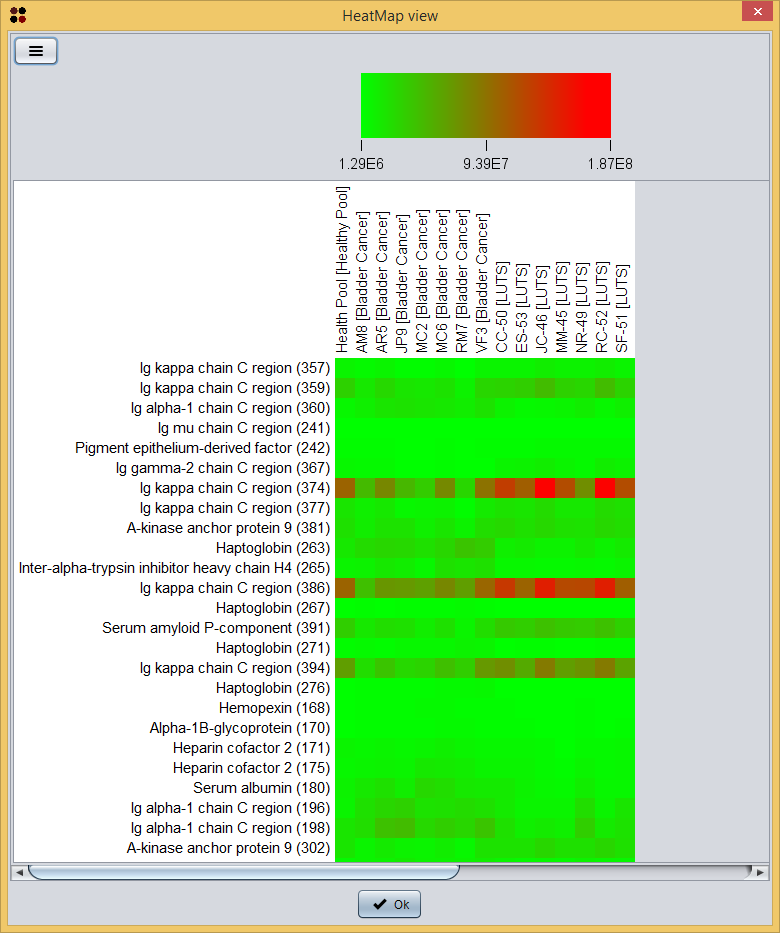 HeatMap view
1.29E6 9.39E7 1.87E8
Health Pool [Healthy Pool]
AM8 [Bladder Cancer]
AR5 [Bladder Cancer]
JP9 [Bladder Cancer]
MC2 [Bladder Cancer]
MC6 [Bladder Cancer]
RM7 [Bladder Cancer]
VF3 [Bladder Cancer]
CC-50 [LUTS]
ES-53 [LUTS]
JC-46 [LUTS]
MM-45 [LUTS]
NR-49 [LUTS]
RC-52 [LUTS]
SF-51 [LUTS]
Ig kappa chain C region (357)
Ig kappa chain C region (359)
Ig alpha-1 chain C region (360)
Ig mu chain C region (241)
Pigment epithelium-derived factor (242)
Ig gamma-2 chain C region (367)
Ig kappa chain C region (374)
Ig kappa chain C region (377)
A-kinase anchor protein 9 (381)
Haptoglobin (263)
Inter-alpha-trypsin inhibitor heavy chain H4 (265)
Ig kappa chain C region (386)
Haptoglobin (267)
Serum amyloid P-component (391)
Haptoglobin (271)
Ig kappa chain C region (394)
Haptoglobin (276)
Hemopexin (168)
Alpha-1B-glycoprotein (170)
Heparin cofactor 2 (171)
Heparin cofactor 2 (175)
Serum albumin (180)
Ig alpha-1 chain C region (196)
Ig alpha-1 chain C region (198)
A-kinase anchor protein 9 (302)
Ok